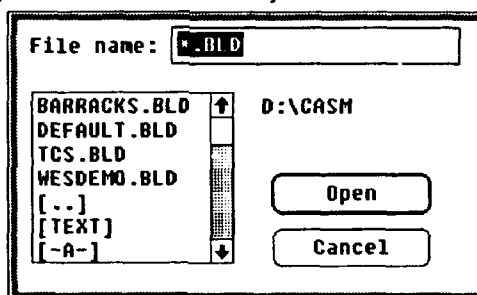 File name: *.BLD
BARRACKS.BLD
DEFAULT.BLD
TCS.BLD
WESDEMO.BLD
[..]
[TEXT]
[-A-]
D:\CASM
Open
Cancel